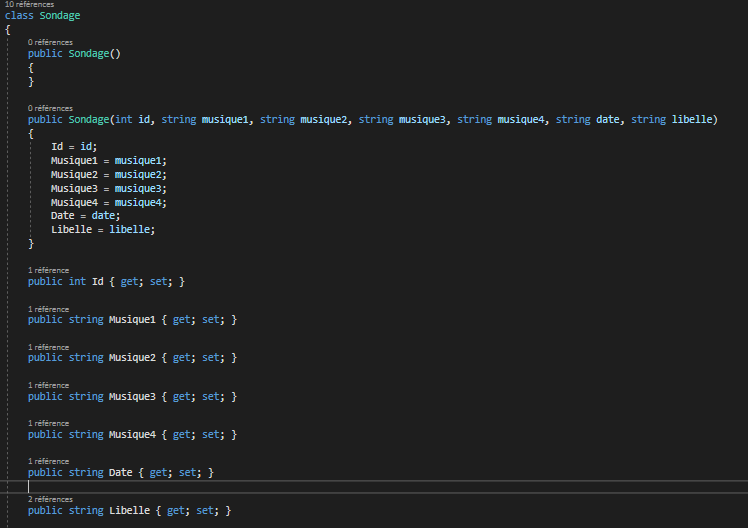 10 références
class Sondage
{
0 références
public Sondage()
{
}
0 références
public Sondage(int id, string musique1, string musique2, string musique3, string musique4, string date, string libelle)
{
Id = id;
Musique1 = musique1;
Musique2 = musique2;
Musique3 = musique3;
Musique4 = musique4;
Date = date;
Libelle = libelle;
}
1 référence
public int Id { get; set; }
1 référence
public string Musique1 { get; set; }
1 référence
public string Musique2 { get; set; }
1 référence
public string Musique3 { get; set; }
1 référence
public string Musique4 { get; set; }
1 référence
public string Date { get; set; }
2 références
public string Libelle { get; set; }